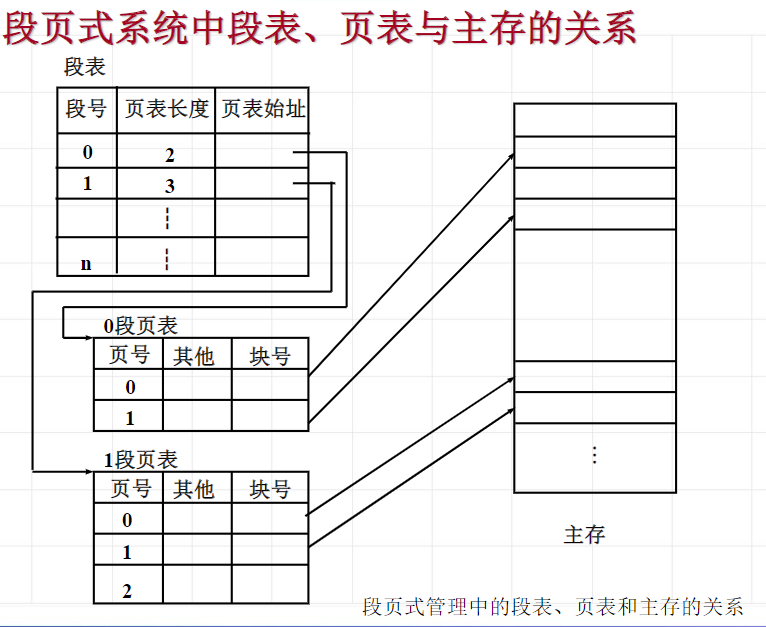 段页式系统中段表、页表与主存的关系
段表
段号 页表长度 页表始址
0 2
1 3
n
0段页表
页号 其他 块号
0
1
1段页表
页号 其他 块号
0
1
2
⋮
主存
段页式管理中的段表、页表和主存的关系